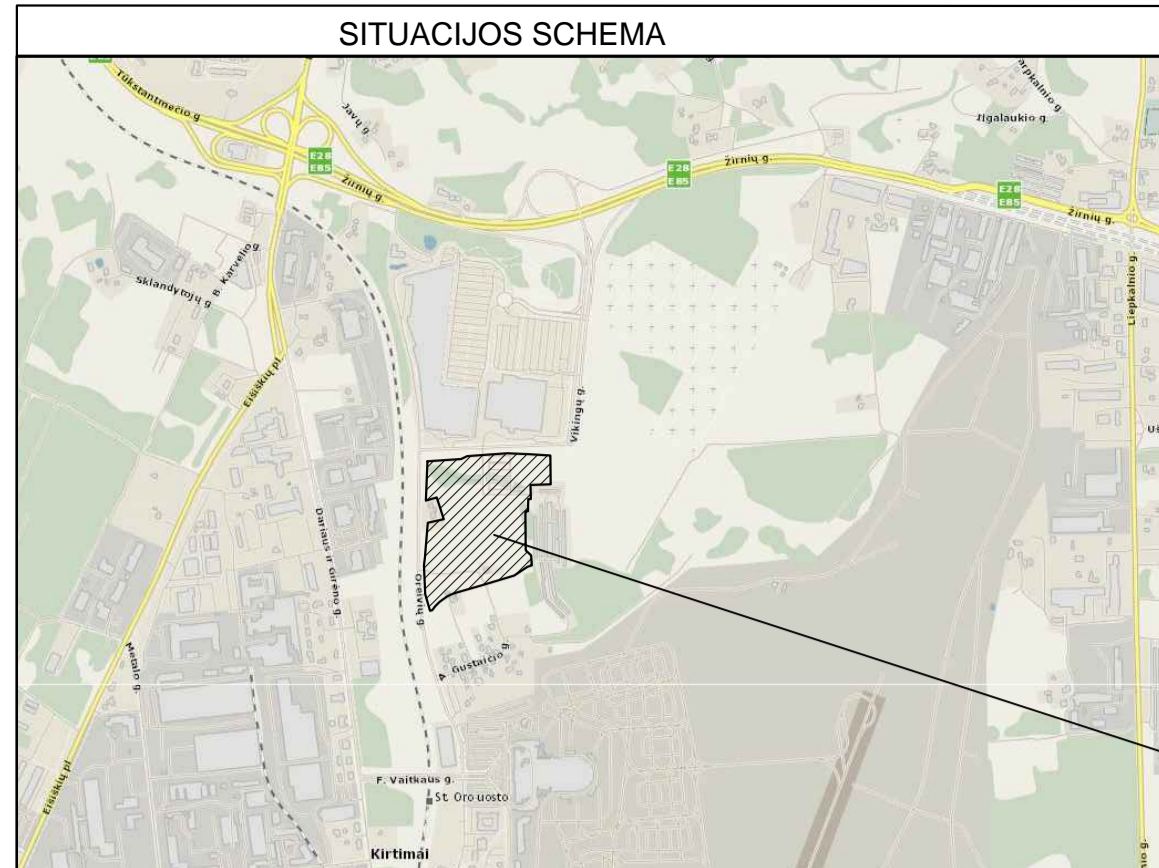 SITUACIJOS SCHEMA
Tūkstantmečio g.
Javų g.
Jigalaukio g.
E28
E85
Žirnių g.
E28
E85
Žirnių g.
E28
E85
Žirnių g.
Sklandytojų g.
B. Karvelio g.
Liepkalnio g.
Eišiškių pl.
Vikingų g.
Dariaus ir Girėno g.
Oreivių g.
Metalo g.
A. Gustaičio g.
F. Vaitkaus g.
St. Oro uosto
Eišiškių pl.
Kirtimai